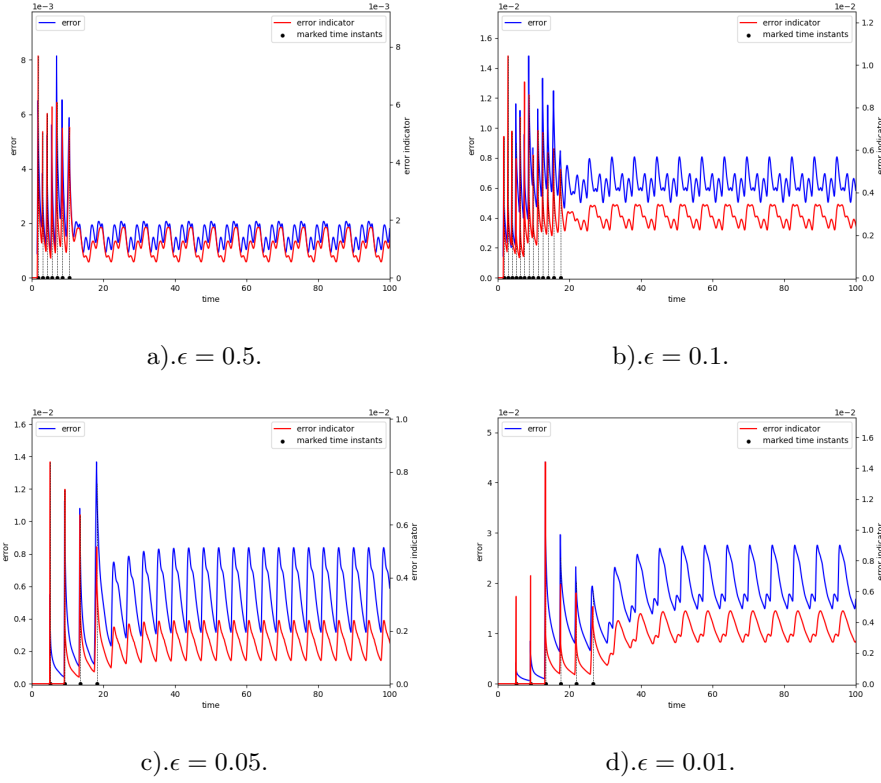 1e−3 1e−3
error error indicator
marked time instants
8
8
6
6
4
4
2
2
0 0
error
error indicator
0 20 40 60 80 100
time
a).ϵ = 0.5.
1e−2 1e−2
error error indicator
marked time instants
1.6
1.4
1.2
1.0
0.8
0.6
0.4
0.2
0.0
error
1.2
1.0
0.8
0.6
0.4
0.2
0.0
error indicator
0 20 40 60 80 100
time
b).ϵ = 0.1.
1e−2 1e−2
error error indicator
marked time instants
1.6
1.4
1.2
1.0
0.8
0.6
0.4
0.2
0.0
error
1.0
0.8
0.6
0.4
0.2
0.0
error indicator
0 20 40 60 80 100
time
c).ϵ = 0.05.
1e−2 1e−2
error error indicator
marked time instants
5
4
3
2
1
0
error
1.6
1.4
1.2
1.0
0.8
0.6
0.4
0.2
0.0
error indicator
0 20 40 60 80 100
time
d).ϵ = 0.01.